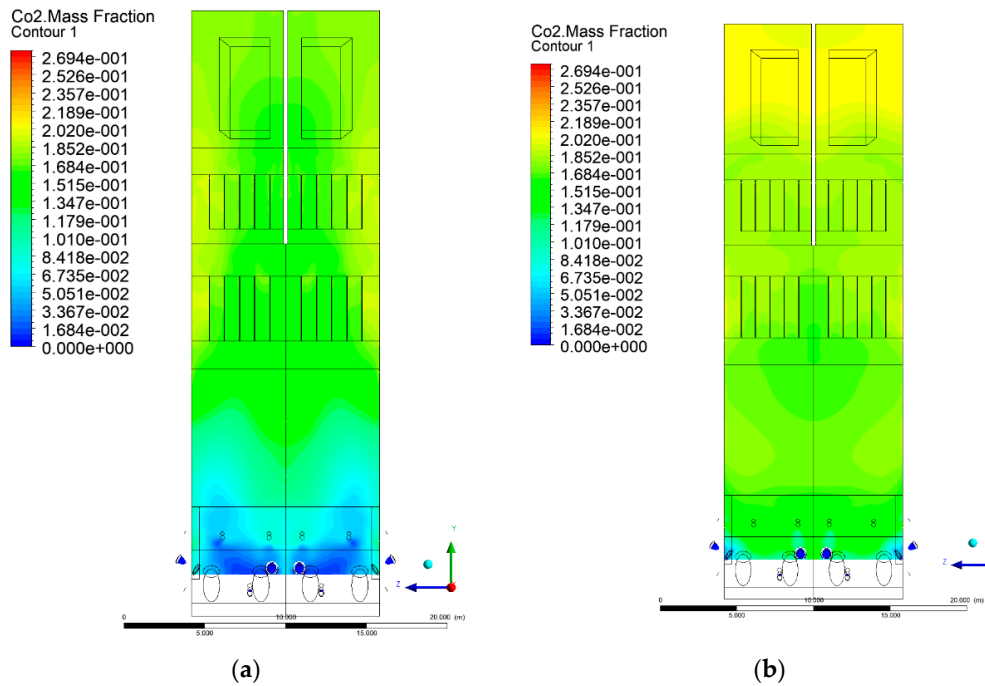 Co2.Mass Fraction
Contour 1
2.694e-001
2.526e-001
2.357e-001
2.189e-001
2.020e-001
1.852e-001
1.684e-001
1.515e-001
1.347e-001
1.179e-001
1.010e-001
8.418e-002
6.735e-002
5.051e-002
3.367e-002
1.684e-002
0.000e+000
Y
Z
0
10.000
20.000 (m)
5.000
15.000
(a)
Co2.Mass Fraction
Contour 1
2.694e-001
2.526e-001
2.357e-001
2.189e-001
2.020e-001
1.852e-001
1.684e-001
1.515e-001
1.347e-001
1.179e-001
1.010e-001
8.418e-002
6.735e-002
5.051e-002
3.367e-002
1.684e-002
0.000e+000
Z
0
10.000
20.000 (m)
5.000
15.000
(b)